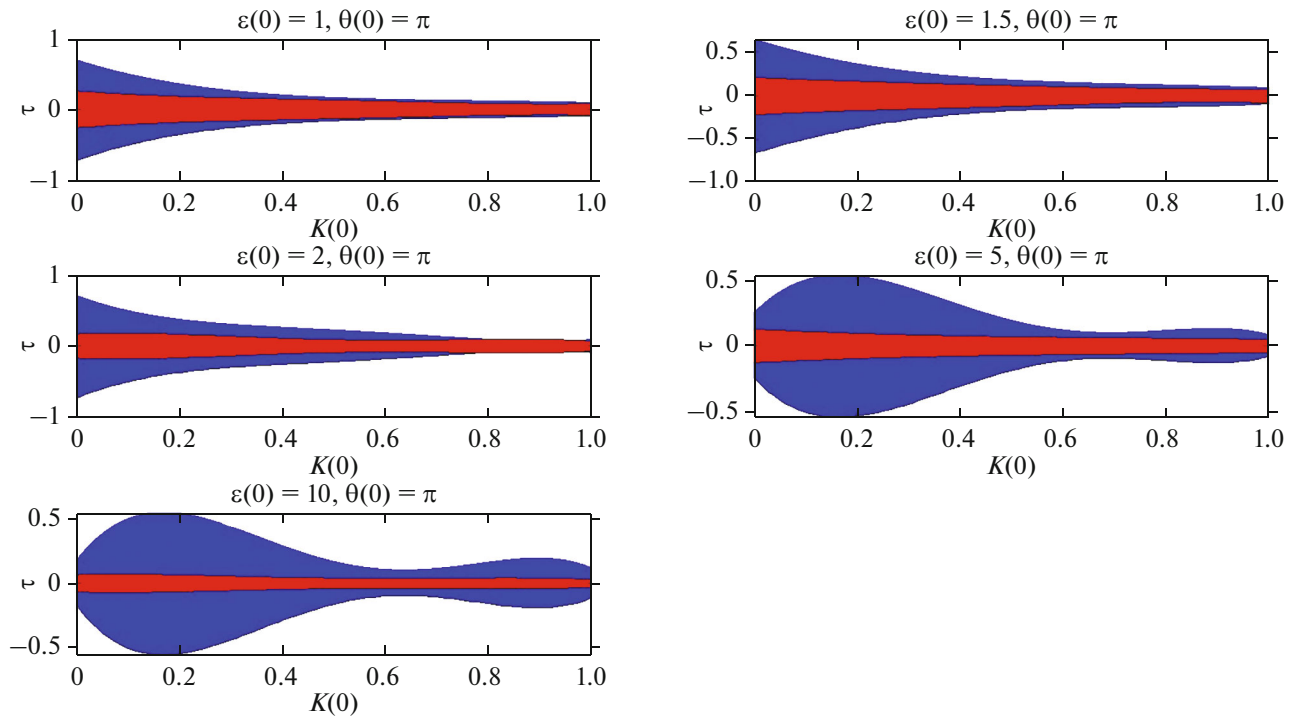 ε(0) = 1, θ(0) = π
1
τ 0
−1
0 0.2 0.4 0.6 0.8 1.0
K(0)
ε(0) = 1.5, θ(0) = π
0.5
τ 0
−0.5
−1.0
0 0.2 0.4 0.6 0.8 1.0
K(0)
ε(0) = 2, θ(0) = π
1
τ 0
−1
0 0.2 0.4 0.6 0.8 1.0
K(0)
ε(0) = 5, θ(0) = π
0.5
τ 0
−0.5
0 0.2 0.4 0.6 0.8 1.0
K(0)
ε(0) = 10, θ(0) = π
0.5
τ 0
−0.5
0 0.2 0.4 0.6 0.8 1.0
K(0)